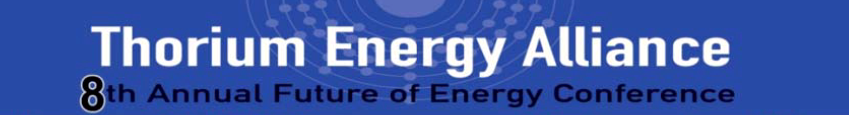 Thorium Energy Alliance
8th Annual Future of Energy Conference